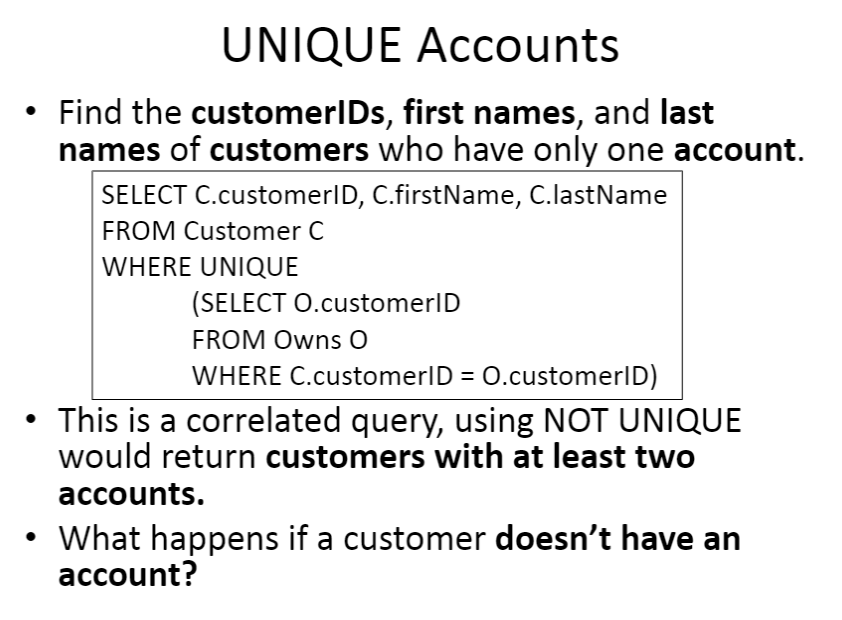 UNIQUE Accounts
• Find the customerIDs, first names, and last
names of customers who have only one account.
SELECT C.customerID, C.firstName, C.lastName
FROM Customer C
WHERE UNIQUE
(SELECT O.customerID
FROM Owns O
WHERE C.customerID = O.customerID)
• This is a correlated query, using NOT UNIQUE
would return customers with at least two
accounts.
• What happens if a customer doesn’t have an
account?